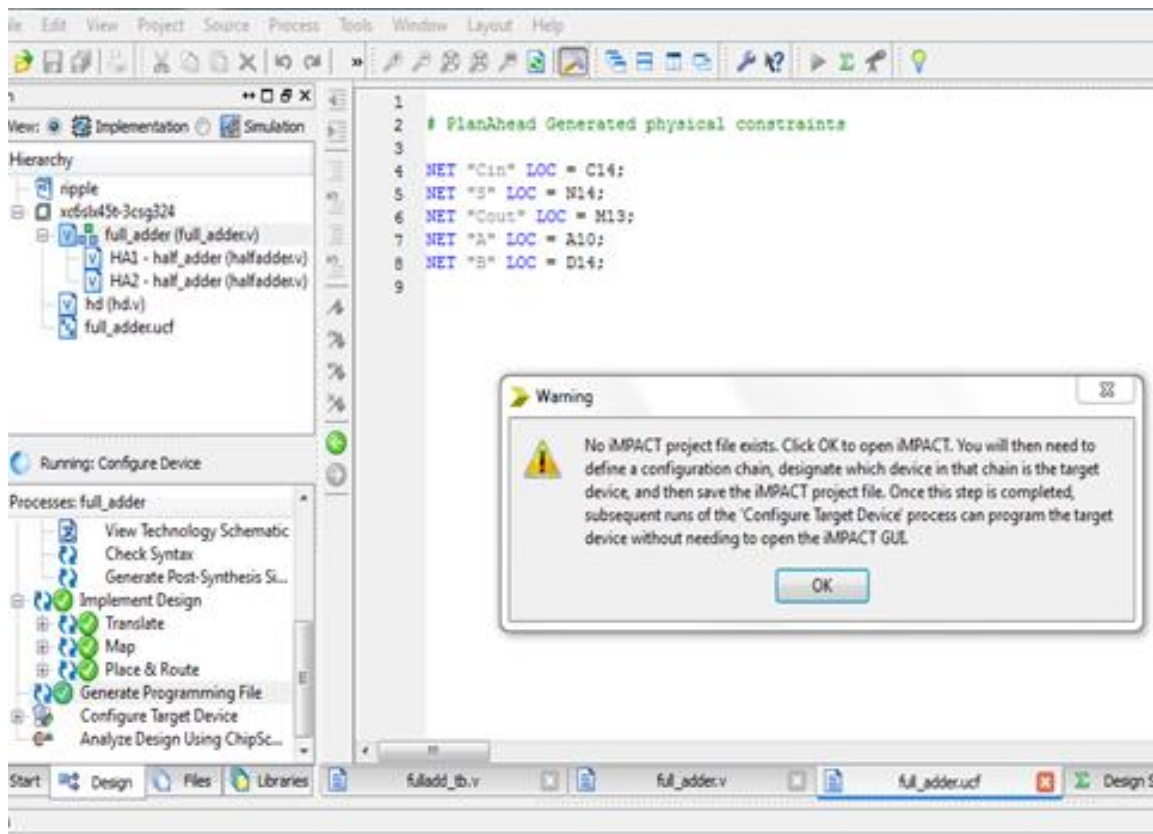 Edit View Project Source Process Tools Window Layout Help
View: Implementation Simulation
Hierarchy
ripple
xc6slx45t-3csg324
full_adder (full_adder.v)
HA1 - half_adder (halfadder.v)
HA2 - half_adder (halfadder.v)
hd (hd.v)
full_adder.ucf
Running: Configure Device
Processes: full_adder
View Technology Schematic
Check Syntax
Generate Post-Synthesis Si...
Implement Design
Translate
Map
Place & Route
Generate Programming File
Configure Target Device
Analyze Design Using ChipSc...
Start Design Files Libraries
1
2 # PlanAhead Generated physical constraints
3
4 NET "Cin" LOC = C14;
5 NET "S" LOC = N14;
6 NET "Cout" LOC = M13;
7 NET "A" LOC = A10;
8 NET "B" LOC = D14;
9
Warning
No iMPACT project file exists. Click OK to open iMPACT. You will then need to
define a configuration chain, designate which device in that chain is the target
device, and then save the iMPACT project file. Once this step is completed,
subsequent runs of the 'Configure Target Device' process can program the target
device without needing to open the iMPACT GUI.
OK
fulladd_tb.v full_adder.v full_adder.ucf Design